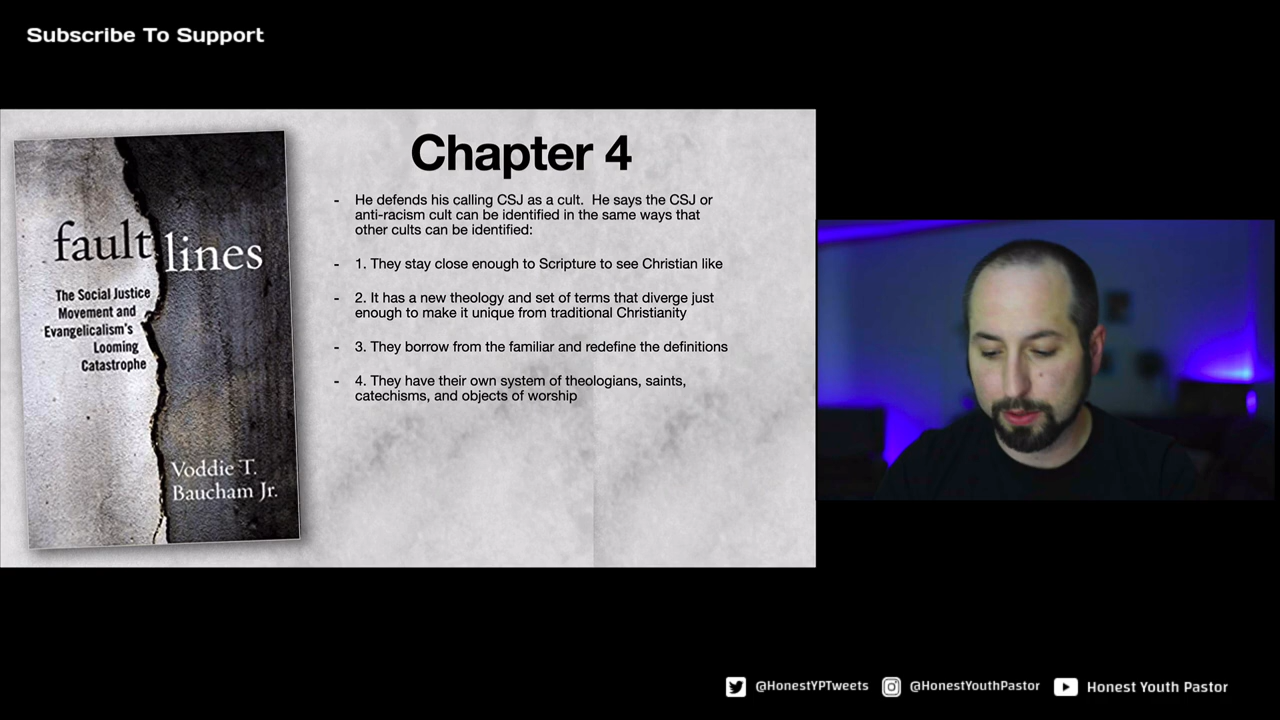 Subscribe To Support
fault lines
The Social Justice
Movement and
Evangelicalism's
Looming
Catastrophe
Voddie T.
Baucham Jr.
Chapter 4
- He defends his calling CSJ as a cult. He says the CSJ or
anti-racism cult can be identified in the same ways that
other cults can be identified:
- 1. They stay close enough to Scripture to see Christian like
- 2. It has a new theology and set of terms that diverge just
enough to make it unique from traditional Christianity
- 3. They borrow from the familiar and redefine the definitions
- 4. They have their own system of theologians, saints,
catechisms, and objects of worship
@HonestYPTweets @HonestYouthPastor Honest Youth Pastor